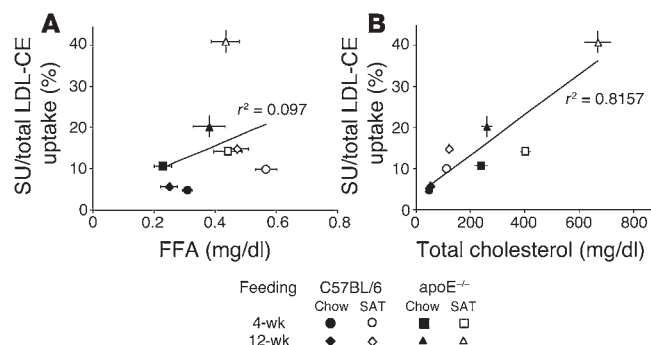 A
SU/total LDL-CE
uptake (%)
50
40
30
20
10
0
r² = 0.097
0
0.2
0.4
0.6
0.8
FFA (mg/dl)
B
SU/total LDL-CE
uptake (%)
50
40
30
20
10
0
r² = 0.8157
0
200
400
600
800
Total cholesterol (mg/dl)
Feeding C57BL/6 apoE⁻/⁻
Chow SAT Chow SAT
4-wk
12-wk